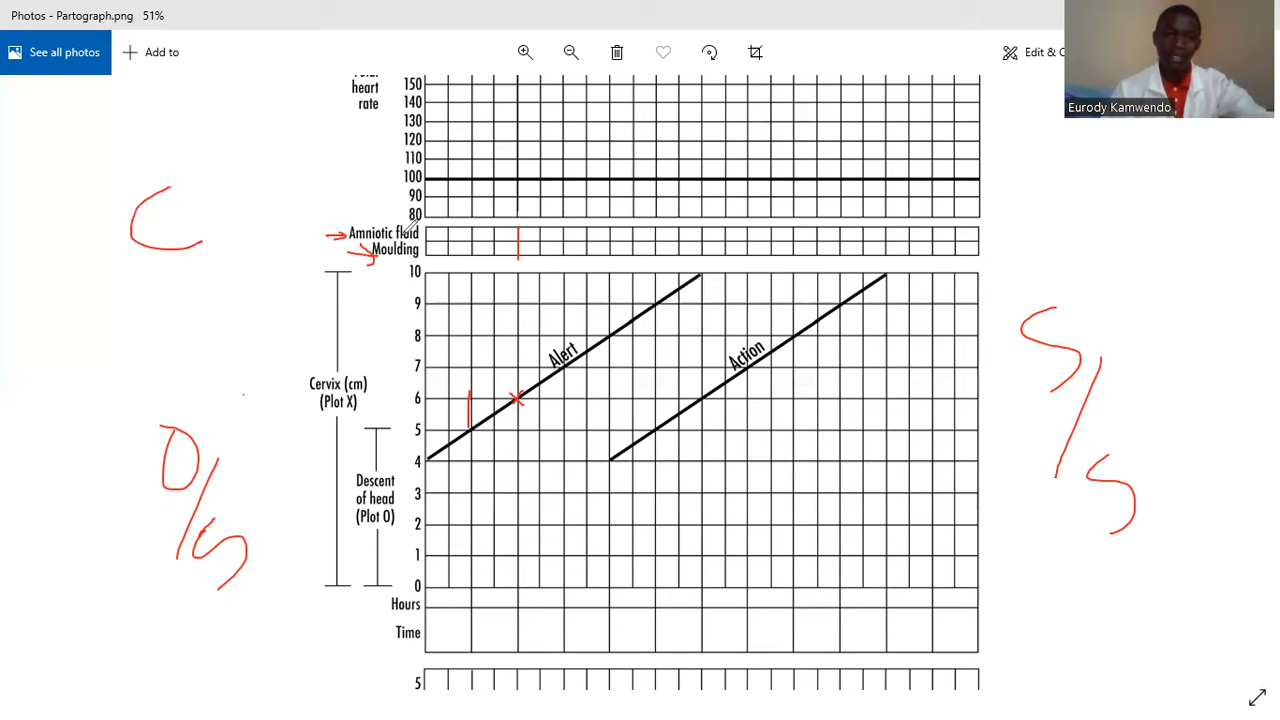 Photos - Partograph.png 51%
See all photos
Add to
Edit & C
Eurody Kamwendo
heart
rate
150
140
130
120
110
100
90
80
Amniotic fluid
Moulding
C
10
9
8
7
6
5
4
3
2
1
0
Alert
Action
Cervix (cm)
(Plot X)
X
Descent
of head
(Plot O)
D/S
S/S
Hours
Time
5